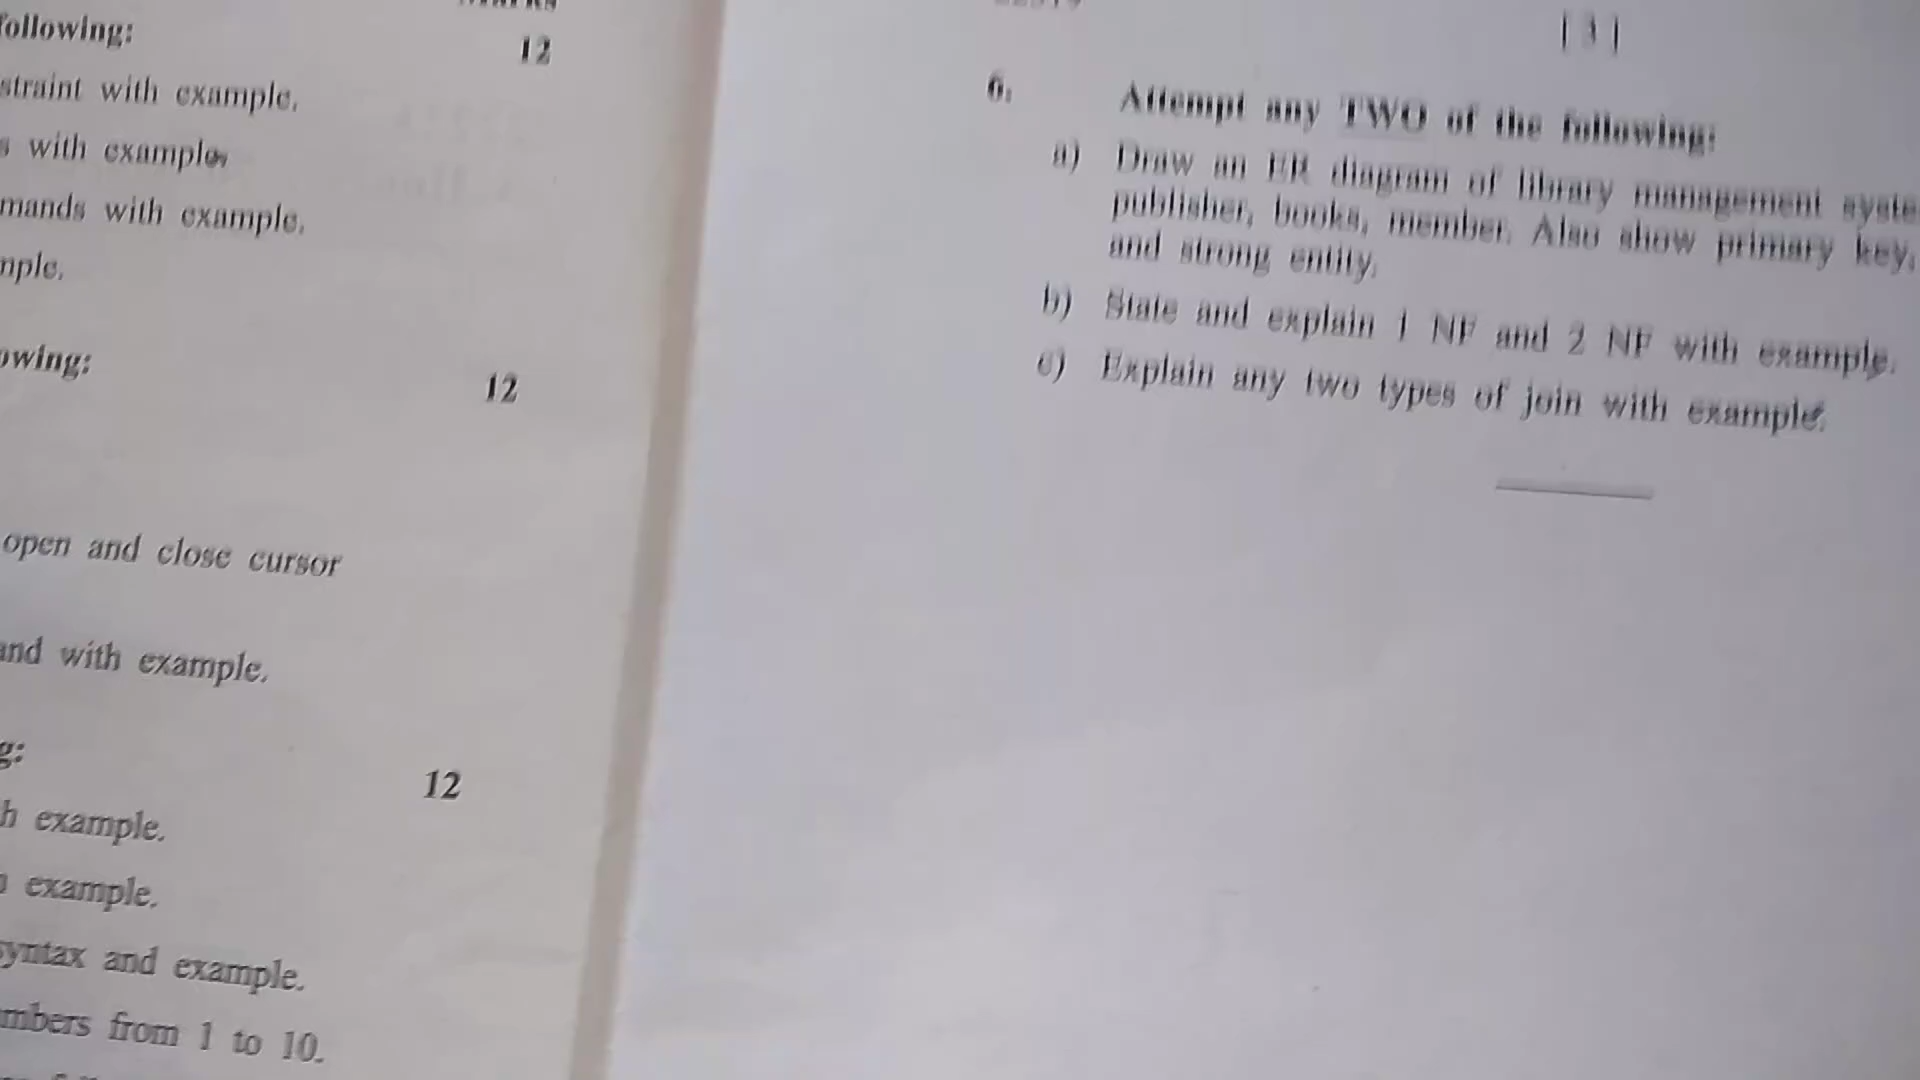 following:
12
straint with example.
s with example.
mands with example.
mple.
owing:
12
open and close cursor
and with example.
g:
12
h example.
example.
syntax and example.
mbers from 1 to 10.
[3]
6. Attempt any TWO of the following:
a) Draw an ER diagram of library management syste
publisher, books, member. Also show primary key,
and strong entity.
b) State and explain 1 NF and 2 NF with example.
c) Explain any two types of join with example.